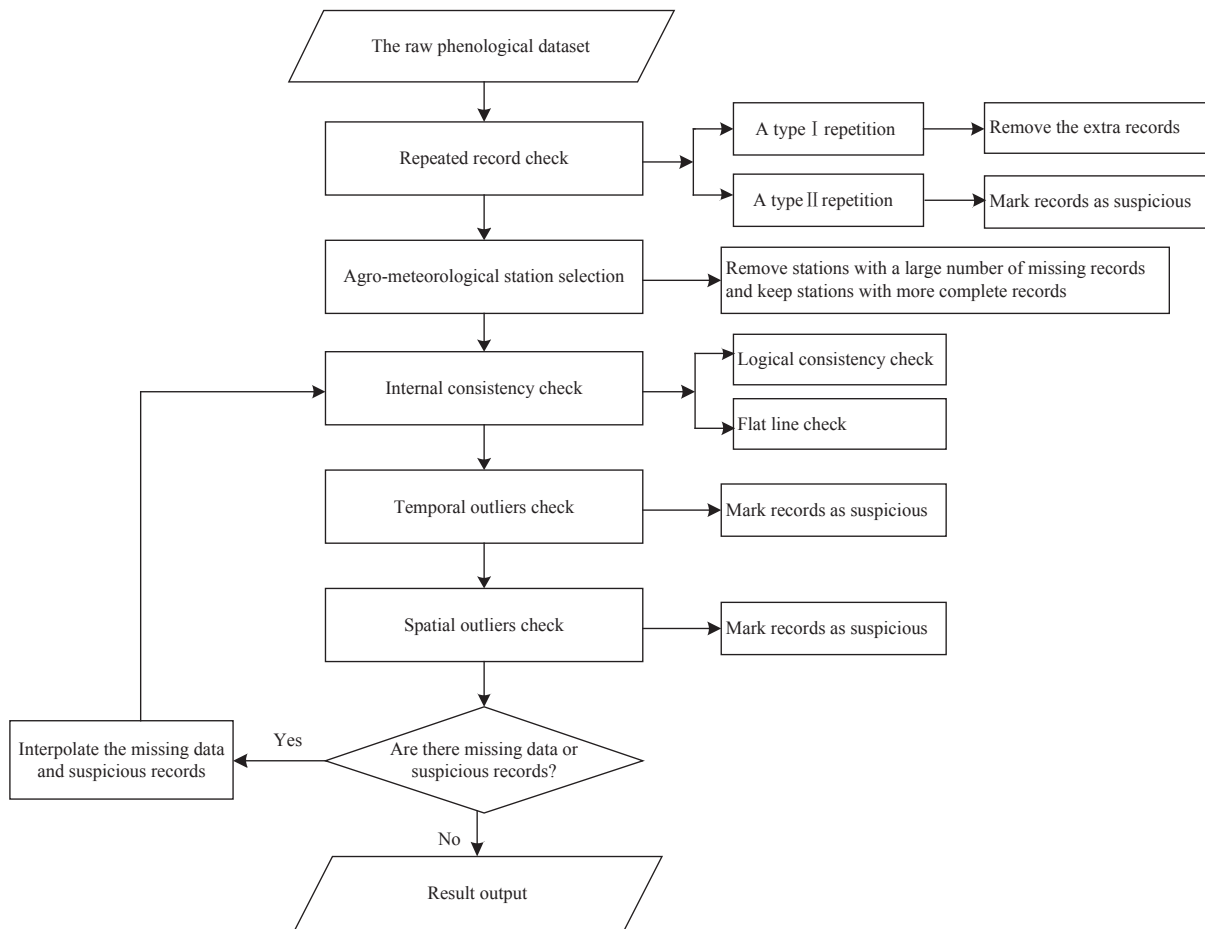 The raw phenological dataset
Repeated record check
A type Ⅰ repetition
Remove the extra records
A type Ⅱ repetition
Mark records as suspicious
Agro-meteorological station selection
Remove stations with a large number of missing records
and keep stations with more complete records
Internal consistency check
Logical consistency check
Flat line check
Temporal outliers check
Mark records as suspicious
Spatial outliers check
Mark records as suspicious
Are there missing data or
suspicious records?
Yes
Interpolate the missing data
and suspicious records
No
Result output